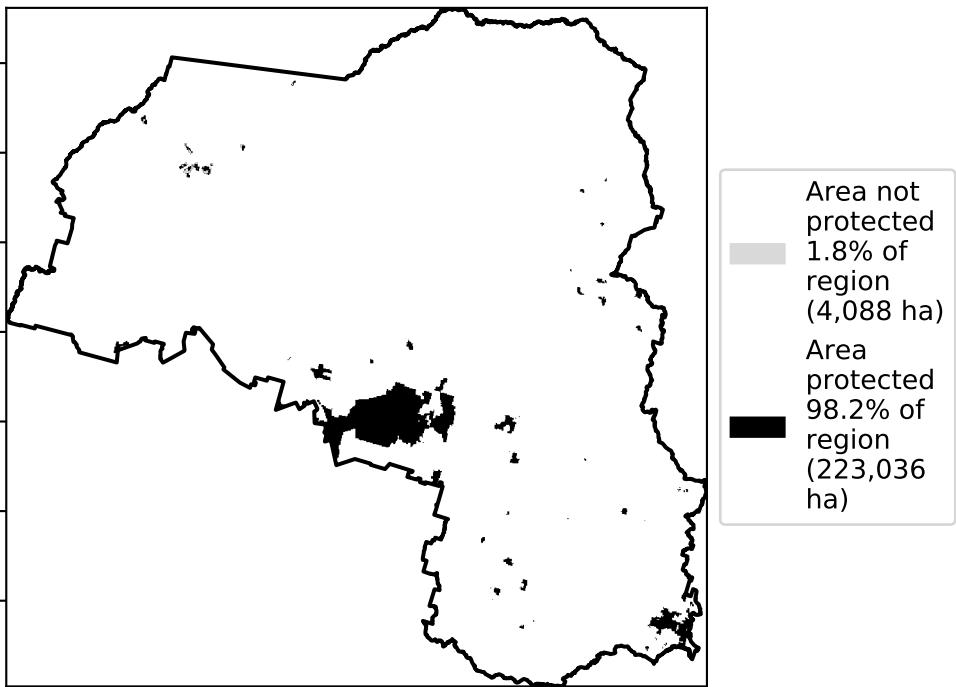 Area not
protected
1.8% of
region
(4,088 ha)
Area
protected
98.2% of
region
(223,036
ha)